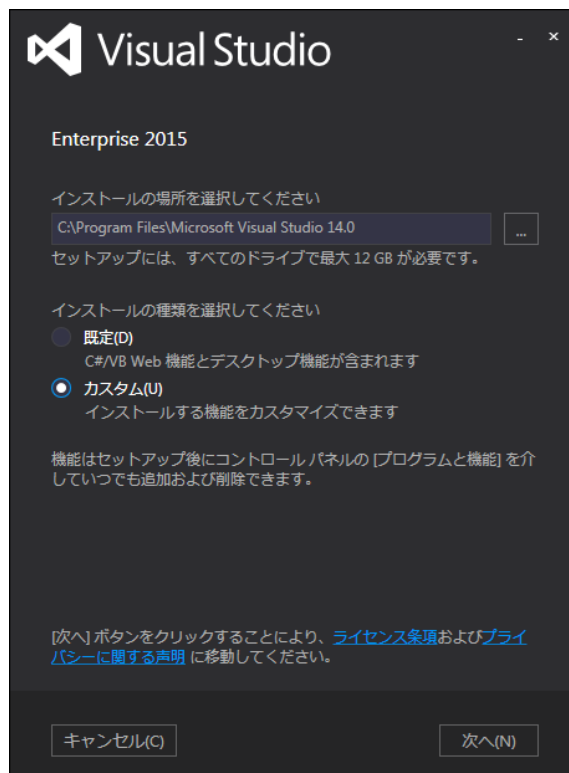 Visual Studio
Enterprise 2015
インストールの場所を選択してください
C:\Program Files\Microsoft Visual Studio 14.0
...
セットアップには、すべてのドライブで最大 12 GB が必要です。
インストールの種類を選択してください
既定(D)
C#/VB Web 機能とデスクトップ機能が含まれます
カスタム(U)
インストールする機能をカスタマイズできます
機能はセットアップ後にコントロール パネルの [プログラムと機能] を介
していつでも追加および削除できます。
[次へ] ボタンをクリックすることにより、ライセンス条項およびプライ
バシーに関する声明 に移動してください。
キャンセル(C)
次へ(N)